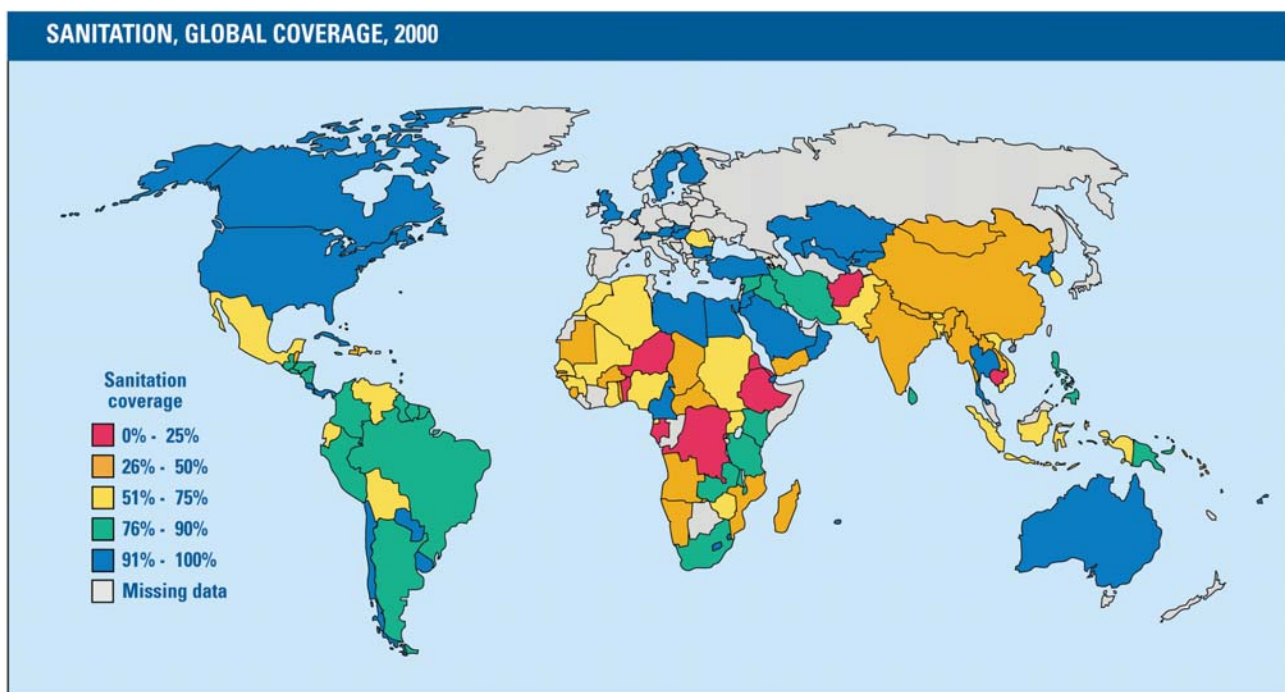 SANITATION, GLOBAL COVERAGE, 2000
Sanitation
coverage
0% - 25%
26% - 50%
51% - 75%
76% - 90%
91% - 100%
Missing data